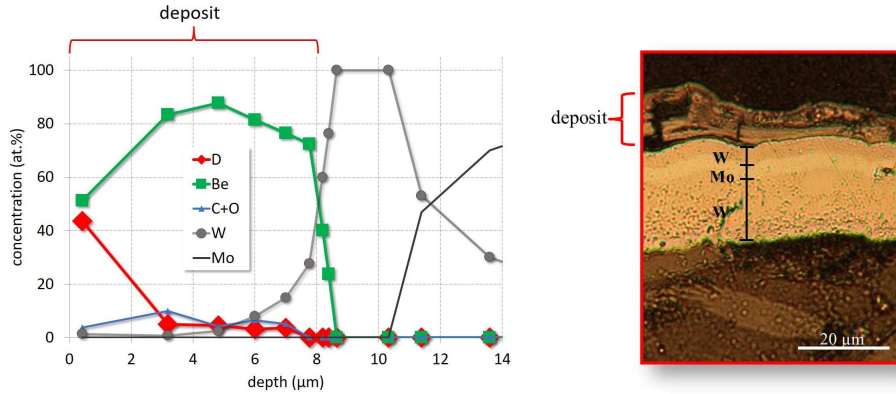 deposit
100
80
60
40
20
0
concentration (at.%)
D
Be
C+O
W
Mo
0 2 4 6 8 10 12 14
depth (μm)
deposit
W
Mo
W
20 μm